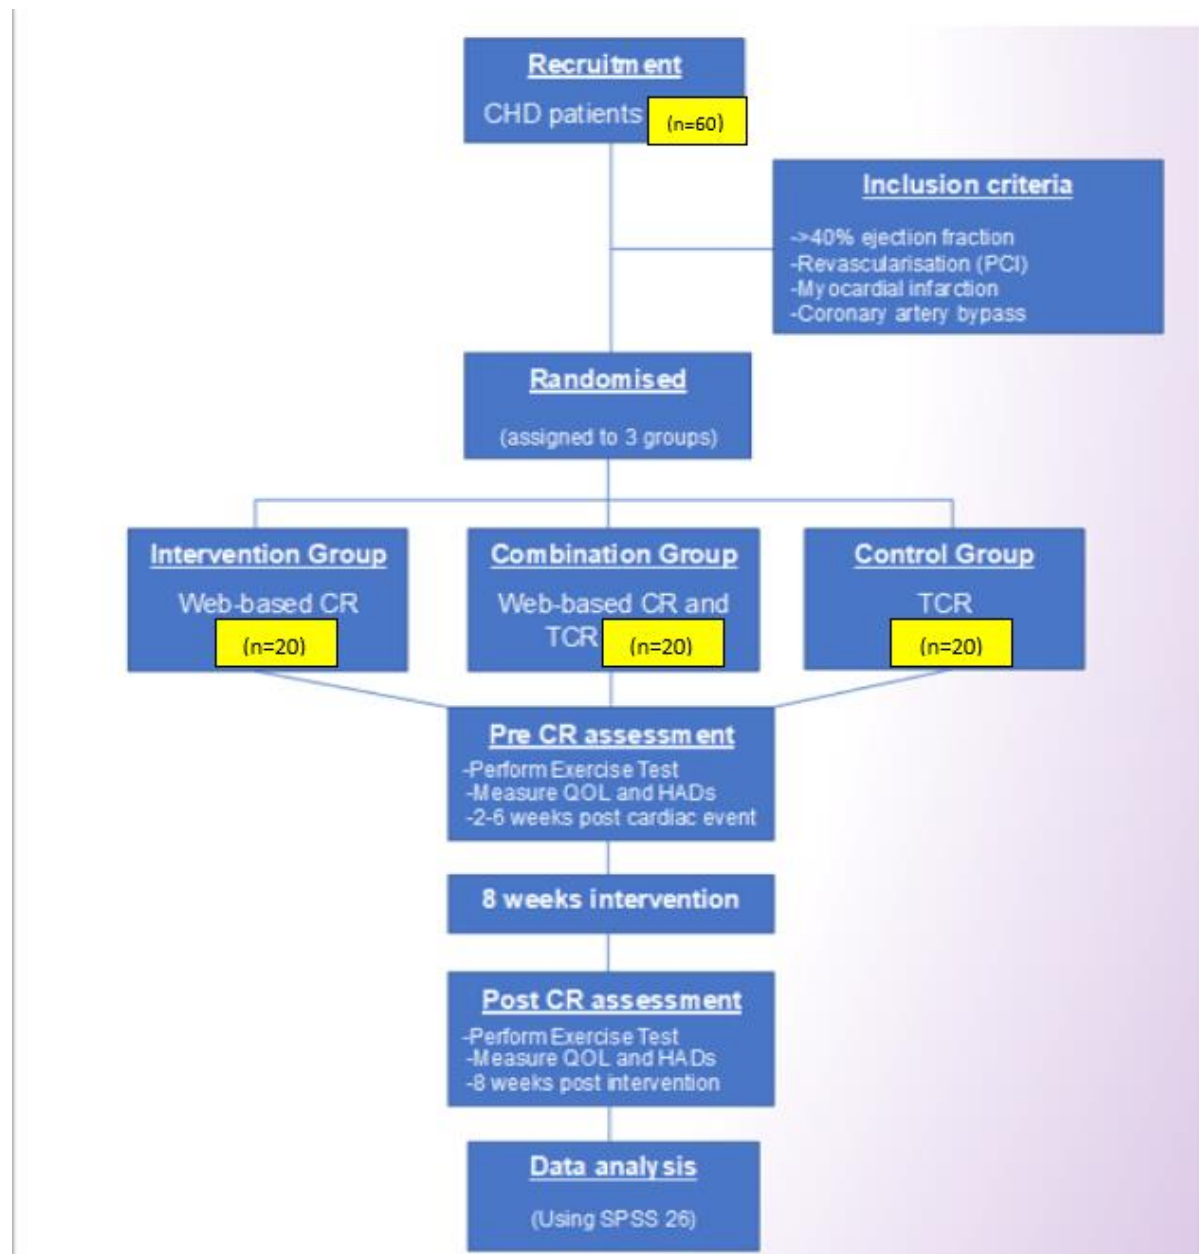 Recruitment
CHD patients (n=60)
Inclusion criteria
->40% ejection fraction
-Revascularisation (PCI)
-Myocardial infarction
-Coronary artery bypass
Randomised
(assigned to 3 groups)
Intervention Group
Web-based CR
(n=20)
Combination Group
Web-based CR and
TCR (n=20)
Control Group
TCR
(n=20)
Pre CR assessment
-Perform Exercise Test
-Measure QOL and HADs
-2-6 weeks post cardiac event
8 weeks intervention
Post CR assessment
-Perform Exercise Test
-Measure QOL and HADs
-8 weeks post intervention
Data analysis
(Using SPSS 26)